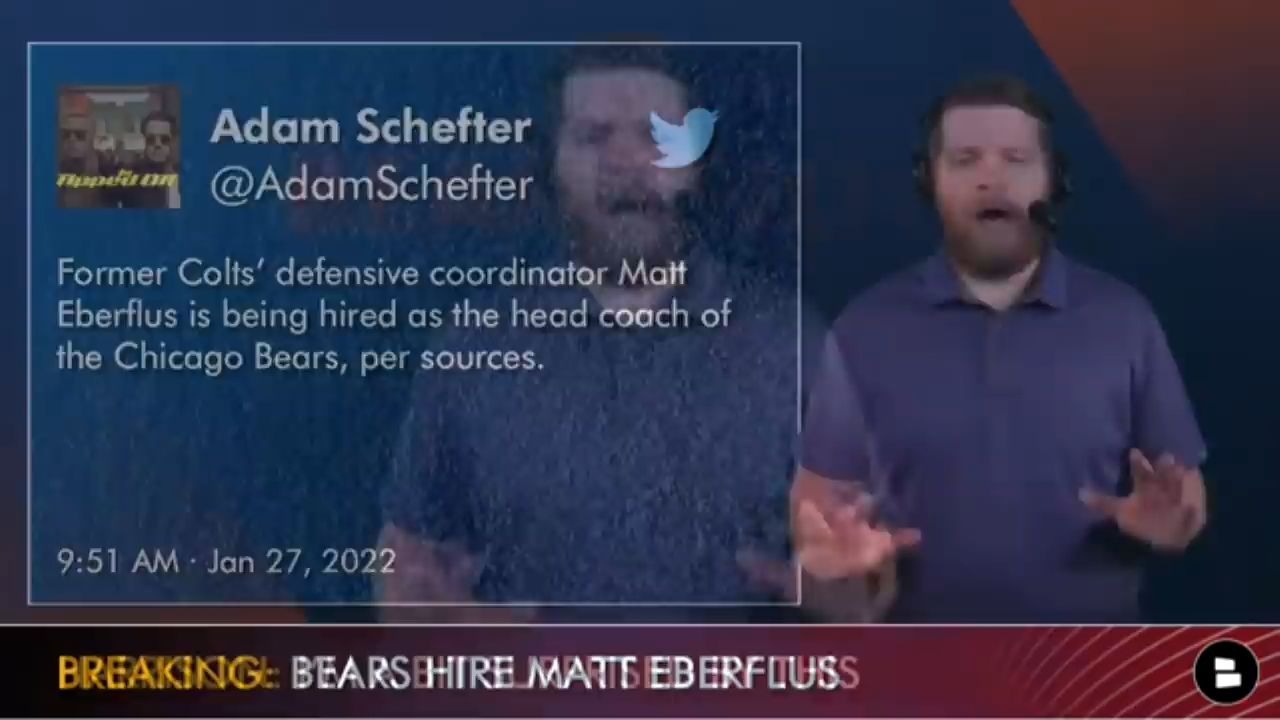 Adam Schefter
@AdamSchefter
Former Colts’ defensive coordinator Matt
Eberflus is being hired as the head coach of
the Chicago Bears, per sources.
9:51 AM · Jan 27, 2022
BREAKING: BEARS HIRE MATT EBERFLUS